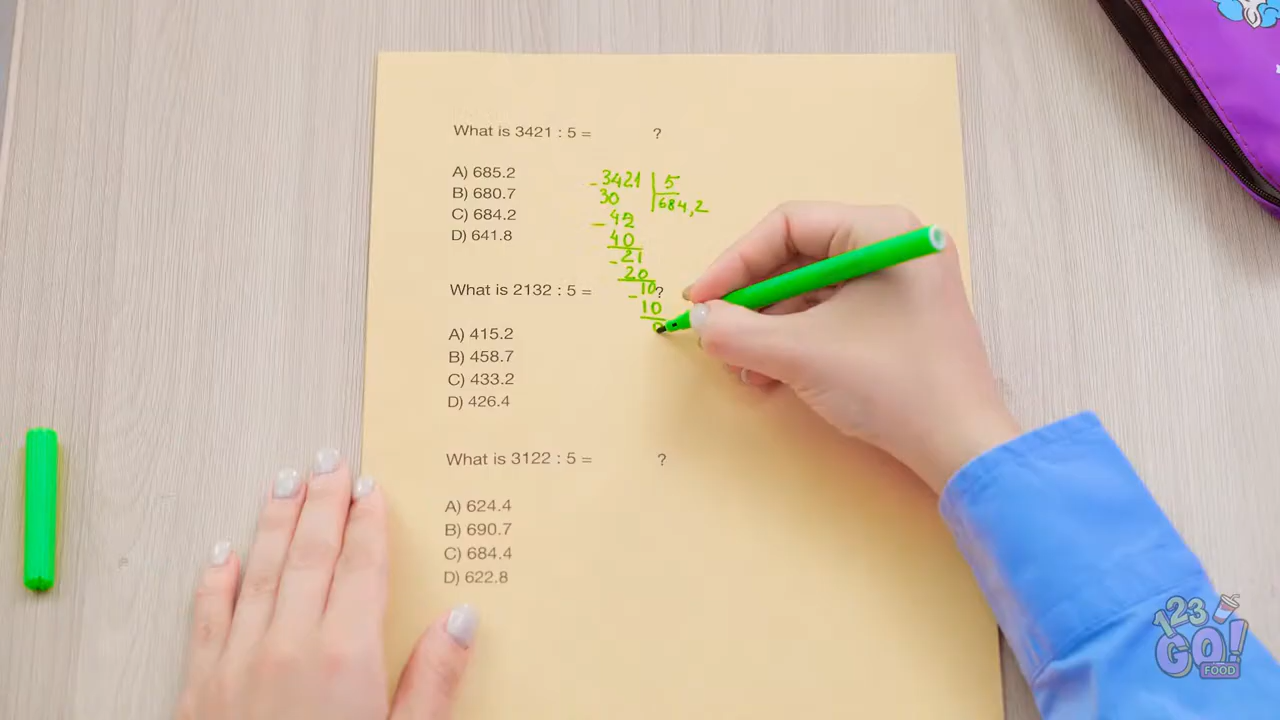 What is 3421 : 5 = ?
A) 685.2
B) 680.7
C) 684.2
D) 641.8
- 3421 5
30 684,2
- 42
40
- 21
20
10
- 10
0
What is 2132 : 5 = ?
A) 415.2
B) 458.7
C) 433.2
D) 426.4
What is 3122 : 5 = ?
A) 624.4
B) 690.7
C) 684.4
D) 622.8
123
GO!
FOOD